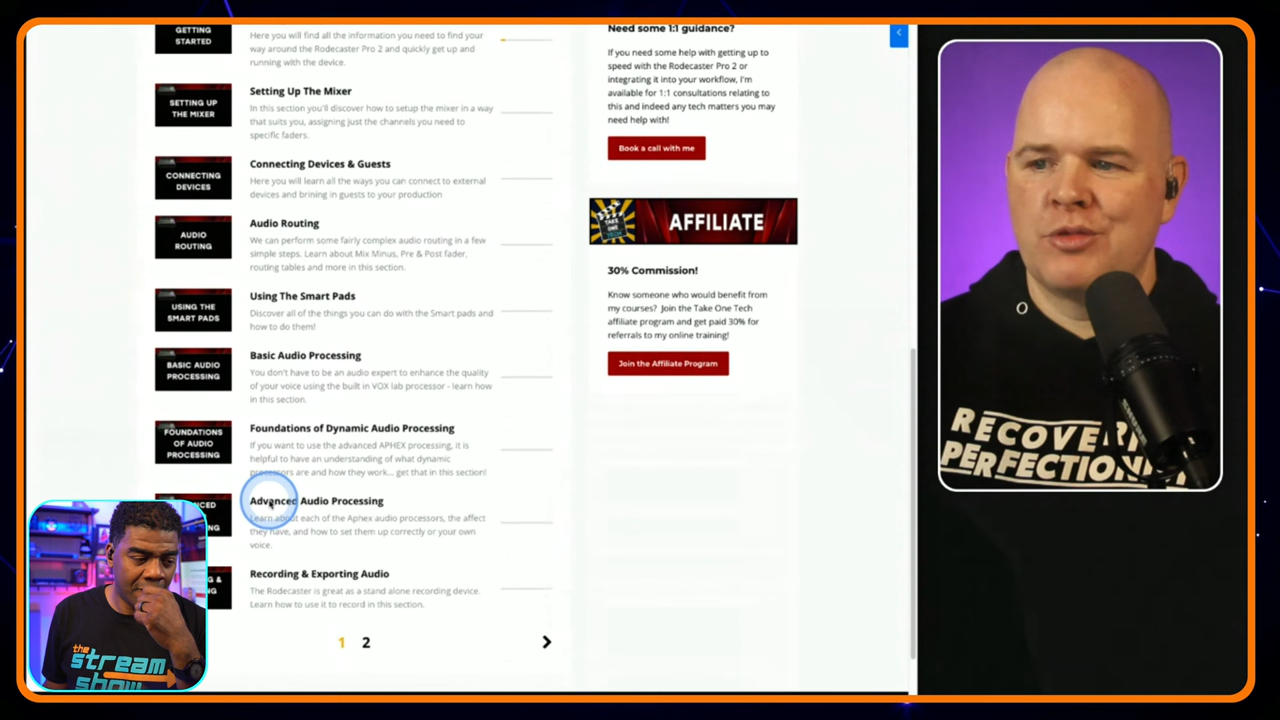 GETTING
STARTED
Here you will find all the information you need to find your
way around the Rodecaster Pro 2 and quickly get up and
running with the device.
SETTING UP
THE MIXER
Setting Up The Mixer
In this section you'll discover how to setup the mixer in a way
that suits you, assigning just the channels you need to
specific faders.
CONNECTING
DEVICES
Connecting Devices & Guests
Here you will learn all the ways you can connect to external
devices and brining in guests to your production
AUDIO
ROUTING
Audio Routing
We can perform some fairly complex audio routing in a few
simple steps. Learn about Mix Minus, Pre & Post fader,
routing tables and more in this section.
USING THE
SMART PADS
Using The Smart Pads
Discover all of the things you can do with the Smart pads and
how to do them!
BASIC AUDIO
PROCESSING
Basic Audio Processing
You don't have to be an audio expert to enhance the quality
of your voice using the built in VOX lab processor - learn how
in this section.
FOUNDATIONS
OF AUDIO
PROCESSING
Foundations of Dynamic Audio Processing
If you want to use the advanced APHEX processing, it is
helpful to have an understanding of what dynamic
processors are and how they work... get that in this section!
Advanced Audio Processing
Learn about each of the Aphex audio processors, the affect
they have, and how to set them up correctly or your own
voice.
Recording & Exporting Audio
The Rodecaster is great as a stand alone recording device.
Learn how to use it to record in this section.
1 2
Need some 1:1 guidance?
If you need some help with getting up to
speed with the Rodecaster Pro 2 or
integrating it into your workflow, I'm
available for 1:1 consultations relating to
this and indeed any tech matters you may
need help with!
Book a call with me
TAKE
ONE
TECH
AFFILIATE
30% Commission!
Know someone who would benefit from
my courses? Join the Take One Tech
affiliate program and get paid 30% for
referrals to my online training!
Join the Affiliate Program
the
stream
show